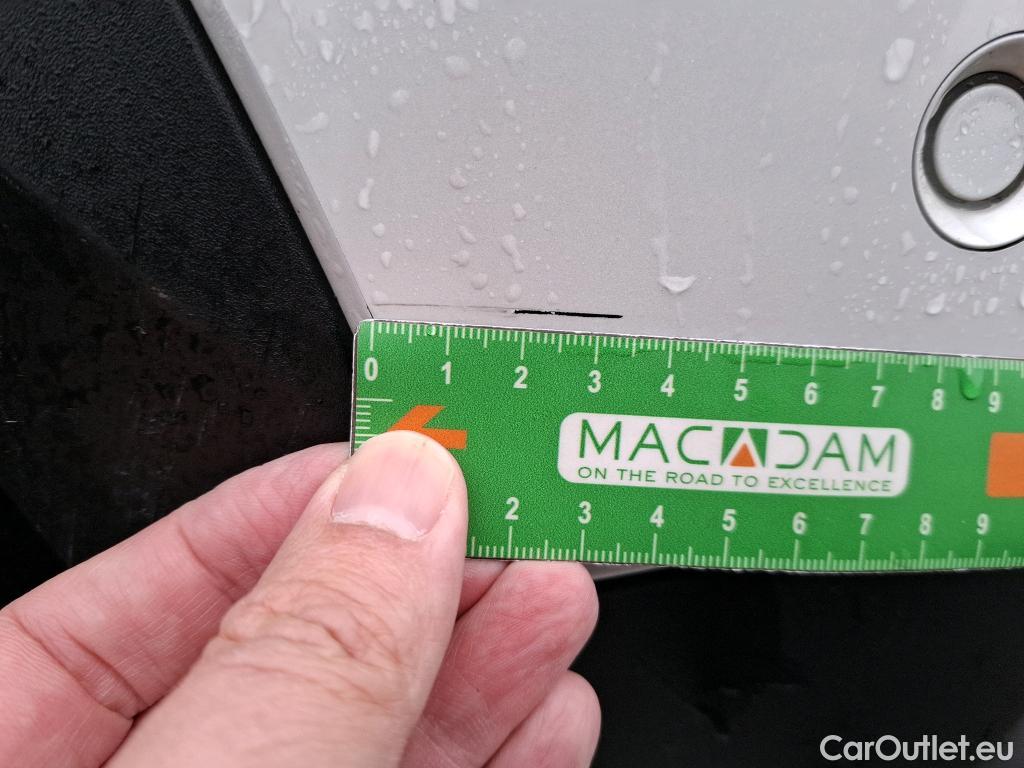 0 1 2 3 4 5 6 7 8 9
MACADAM
ON THE ROAD TO EXCELLENCE
2 3 4 5 6 7 8 9
CarOutlet.eu